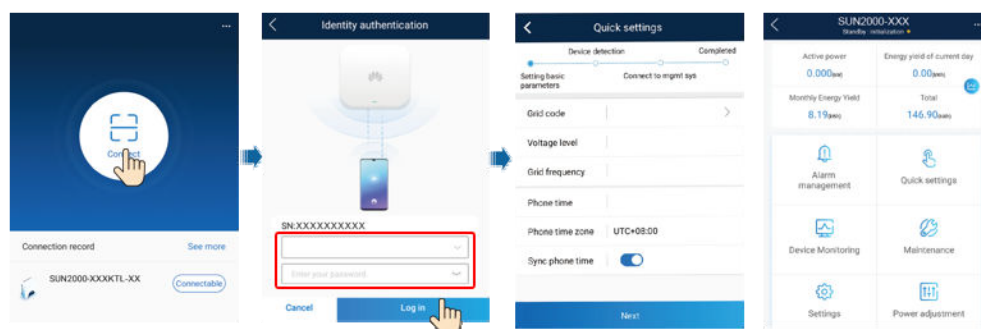 Connect
Connection record
See more
SUN2000-XXXKTL-XX
Connectable
Identity authentication
SN:XXXXXXXXXX
Enter your password
Cancel
Log in
Quick settings
Device detection
Completed
Setting basic
parameters
Connect to mgmt sys
Grid code
Voltage level
Grid frequency
Phone time
Phone time zone
UTC+08:00
Sync phone time
Next
SUN2000-XXX
Standby : initialization
Active power
0.000(kW)
Energy yield of current day
0.00(kWh)
Monthly Energy Yield
8.19(kWh)
Total
146.90(kWh)
Alarm
management
Quick settings
Device Monitoring
Maintenance
Settings
Power adjustment